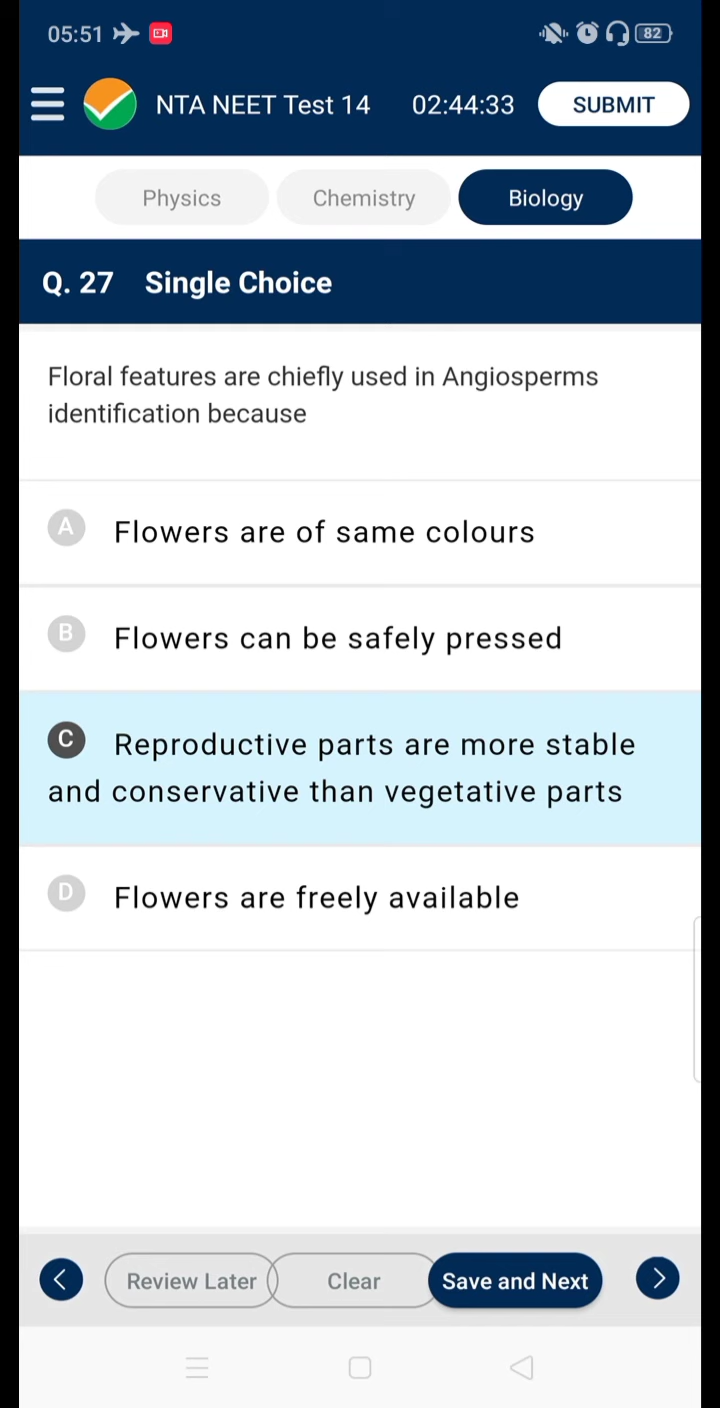 05:51 82
NTA NEET Test 14 02:44:33 SUBMIT
Physics Chemistry Biology
Q. 27 Single Choice
Floral features are chiefly used in Angiosperms
identification because
A Flowers are of same colours
B Flowers can be safely pressed
C Reproductive parts are more stable
and conservative than vegetative parts
D Flowers are freely available
Review Later Clear Save and Next